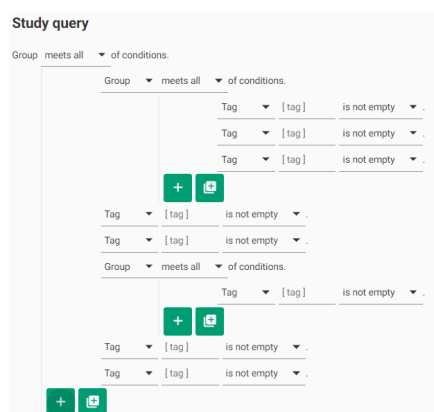 Study query
Group meets all of conditions.
Group meets all of conditions.
Tag [ tag ] is not empty .
Tag [ tag ] is not empty .
Tag [ tag ] is not empty .
Tag [ tag ] is not empty .
Tag [ tag ] is not empty .
Group meets all of conditions.
Tag [ tag ] is not empty .
Tag [ tag ] is not empty .
Tag [ tag ] is not empty .